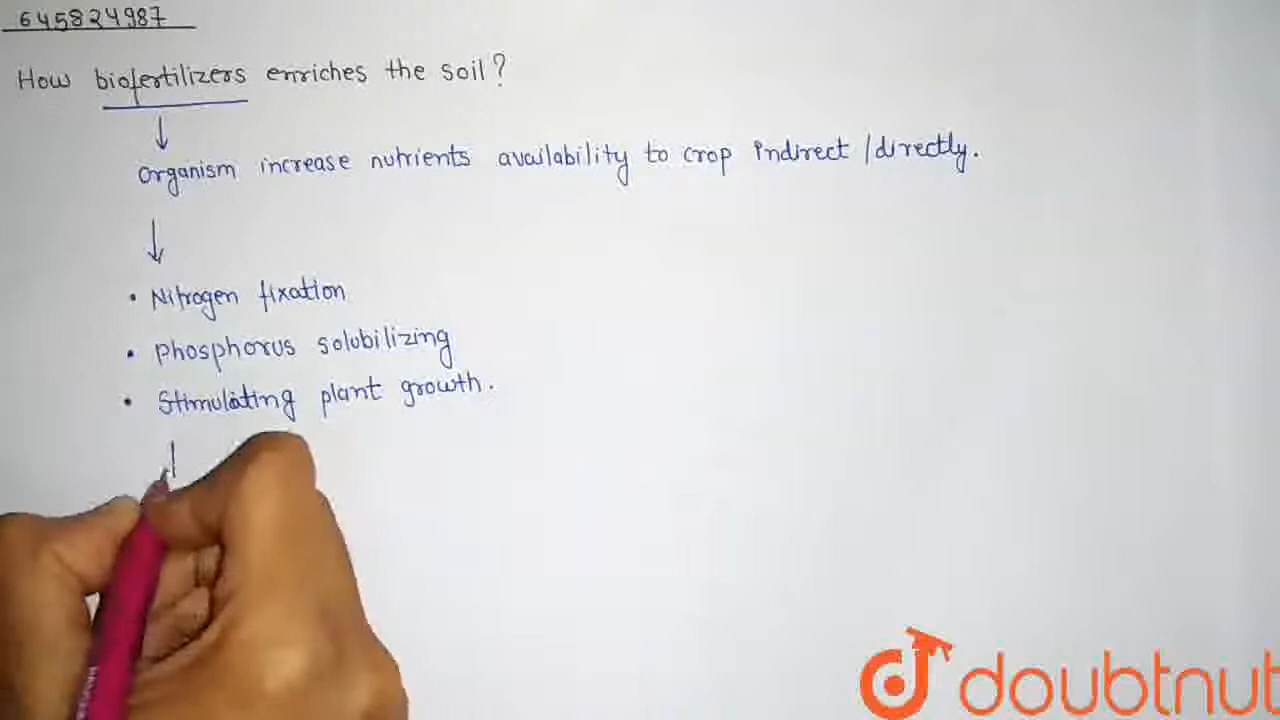 645824987
How biofertilizers enriches the soil?
Organism increase nutrients availability to crop indirect/directly.
• Nitrogen fixation
• phosphorus solubilizing
• Stimulating plant growth.
doubtnut